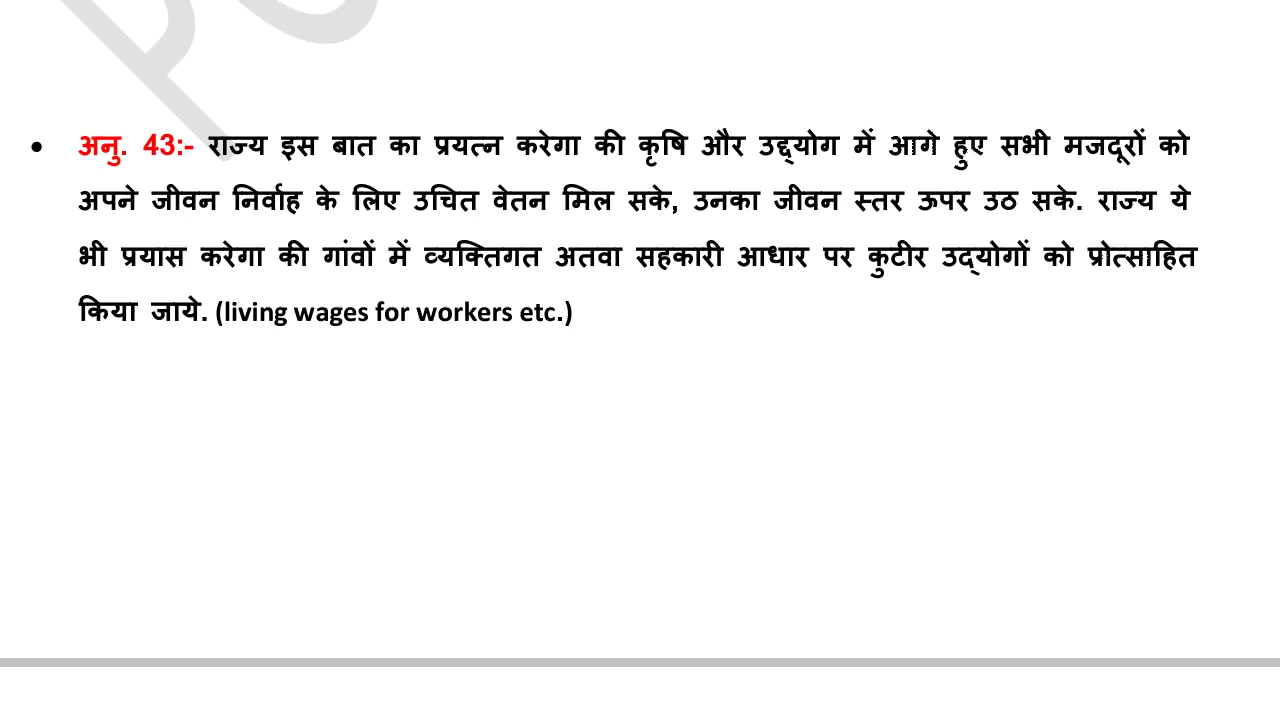 • अनु. 43:- राज्य इस बात का प्रयत्न करेगा की कृषि और उद्द्योग में आगे हुए सभी मजदूरों को
अपने जीवन निर्वाह के लिए उचित वेतन मिल सके, उनका जीवन स्तर ऊपर उठ सके. राज्य ये
भी प्रयास करेगा की गांवों में व्यक्तिगत अतवा सहकारी आधार पर कुटीर उद्योगों को प्रोत्साहित
किया जाये. (living wages for workers etc.)